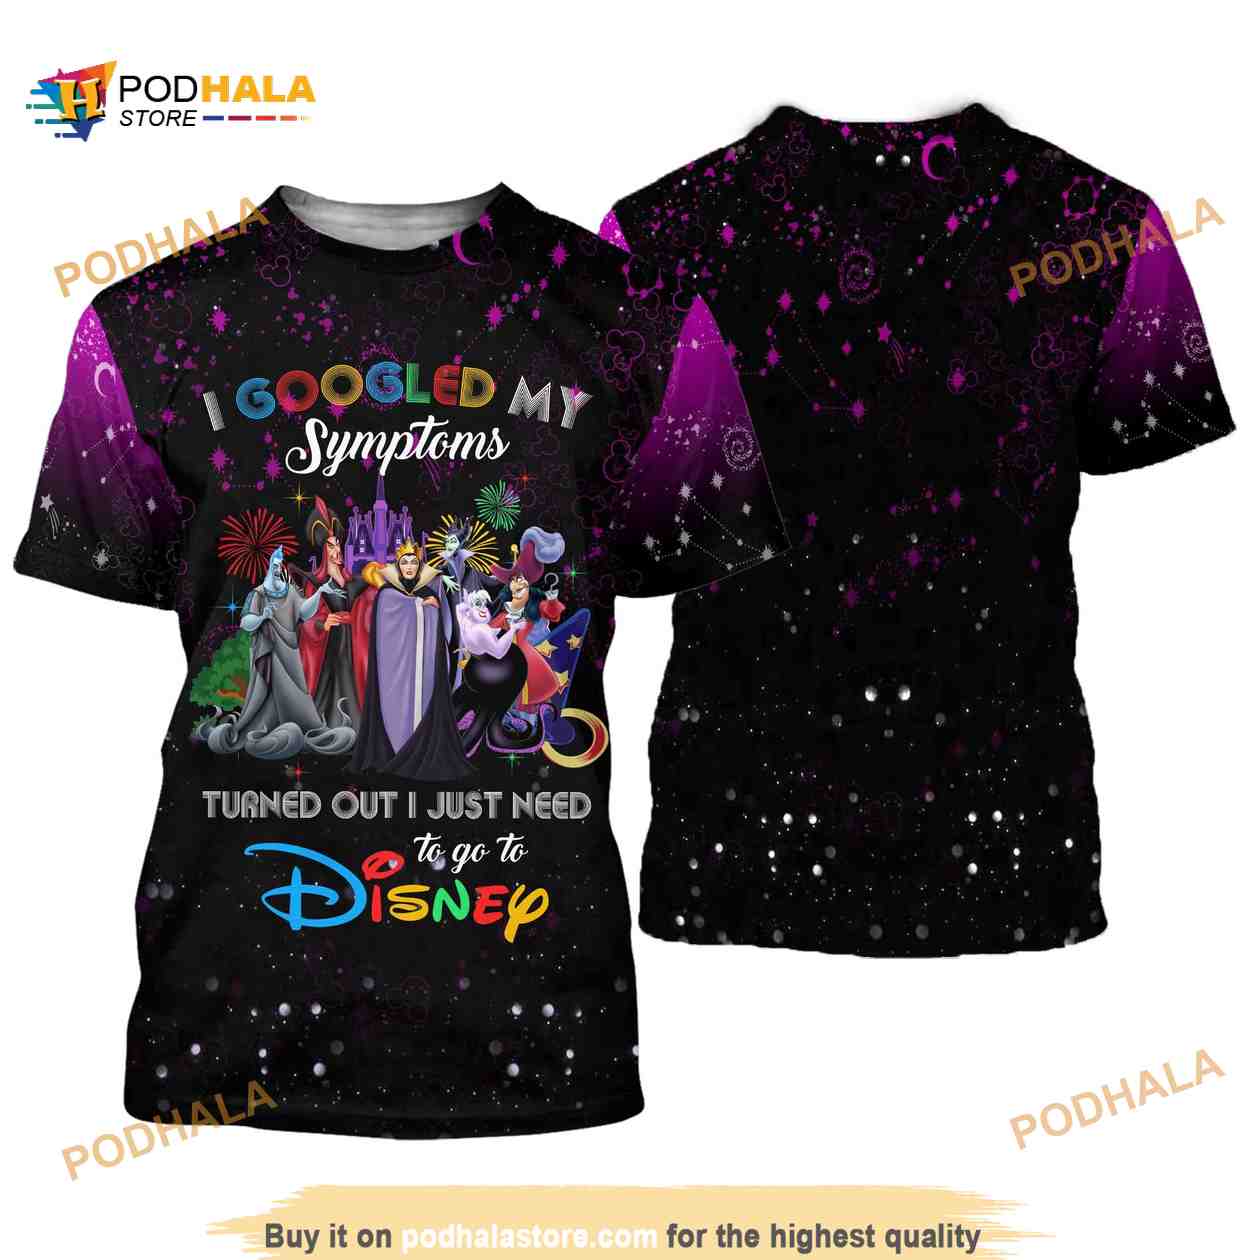 PODHALA
STORE
PODHALA
PODHALA
I GOOGLED MY
Symptoms
TURNED OUT I JUST NEED
to go to
DISNEY
PODHALA
PODHALA
Buy it on podhalastore.com for the highest quality